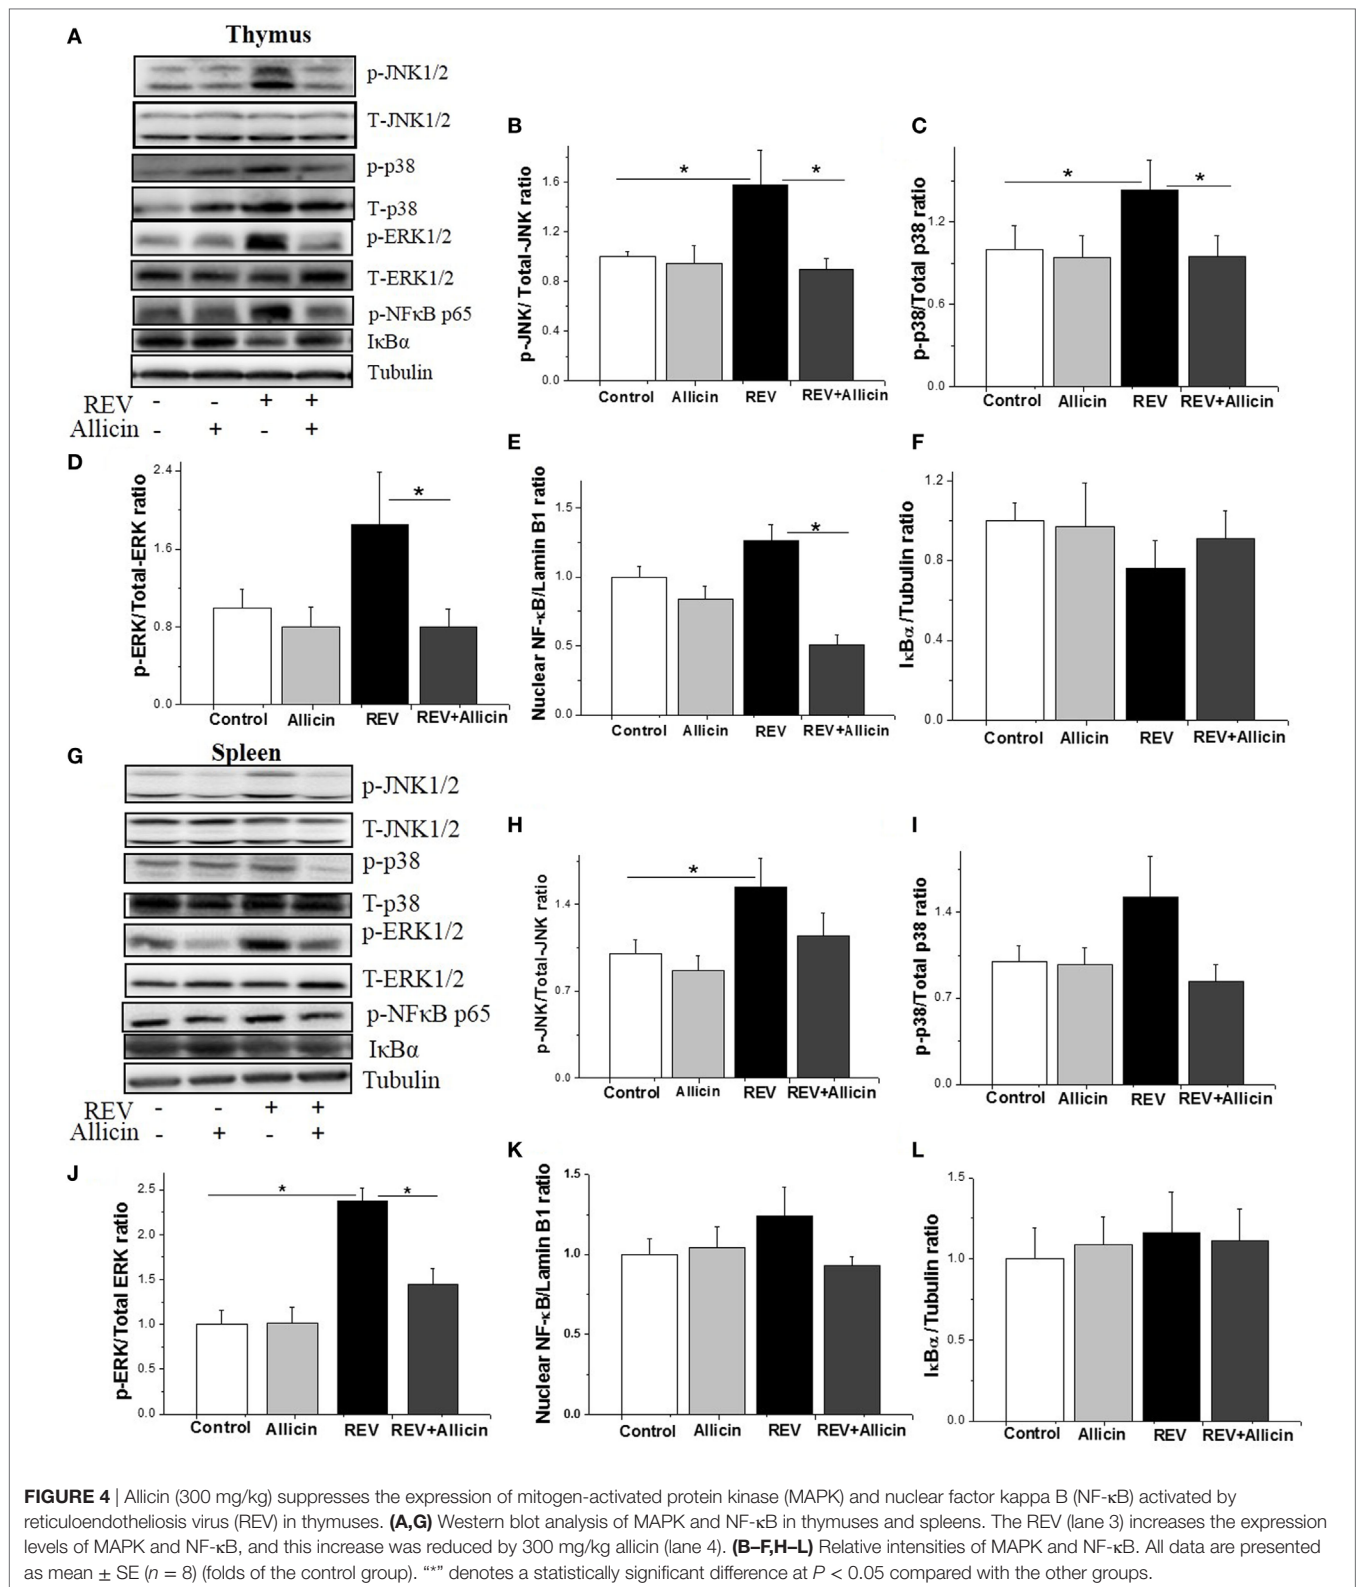 A
Thymus
p-JNK1/2
T-JNK1/2
p-p38
T-p38
p-ERK1/2
T-ERK1/2
p-NFκB p65
IκBα
Tubulin
REV - - + +
Allicin - + - +
B
p-JNK/ Total-JNK ratio
1.6
1.2
0.8
0.4
0.0
* *
Control Allicin REV REV+Allicin
C
p-p38/Total p38 ratio
1.2
0.6
0.0
* *
Control Allicin REV REV+Allicin
D
p-ERK/Total-ERK ratio
2.4
1.6
0.8
0.0
*
Control Allicin REV REV+Allicin
E
Nuclear NF-κB/Lamin B1 ratio
1.5
1.0
0.5
0.0
*
Control Allicin REV REV+Allicin
F
IκBα/Tubulin ratio
1.2
0.8
0.4
0.0
Control Allicin REV REV+Allicin
G
Spleen
p-JNK1/2
T-JNK1/2
p-p38
T-p38
p-ERK1/2
T-ERK1/2
p-NFκB p65
IκBα
Tubulin
REV - - + +
Allicin - + - +
H
p-JNK/Total-JNK ratio
1.4
0.7
0.0
*
Control Allicin REV REV+Allicin
I
p-p38/Total p38 ratio
1.4
0.7
0.0
Control Allicin REV REV+Allicin
J
p-ERK/Total ERK ratio
2.5
2.0
1.5
1.0
0.5
0.0
* *
Control Allicin REV REV+Allicin
K
Nuclear NF-κB/Lamin B1 ratio
1.5
1.0
0.5
0.0
Control Allicin REV REV+Allicin
L
IκBα/Tubulin ratio
1.5
1.0
0.5
0.0
Control Allicin REV REV+Allicin
FIGURE 4 | Allicin (300 mg/kg) suppresses the expression of mitogen-activated protein kinase (MAPK) and nuclear factor kappa B (NF-κB) activated by
reticuloendotheliosis virus (REV) in thymuses. (A,G) Western blot analysis of MAPK and NF-κB in thymuses and spleens. The REV (lane 3) increases the expression
levels of MAPK and NF-κB, and this increase was reduced by 300 mg/kg allicin (lane 4). (B–F,H–L) Relative intensities of MAPK and NF-κB. All data are presented
as mean ± SE (n = 8) (folds of the control group). “*” denotes a statistically significant difference at P < 0.05 compared with the other groups.